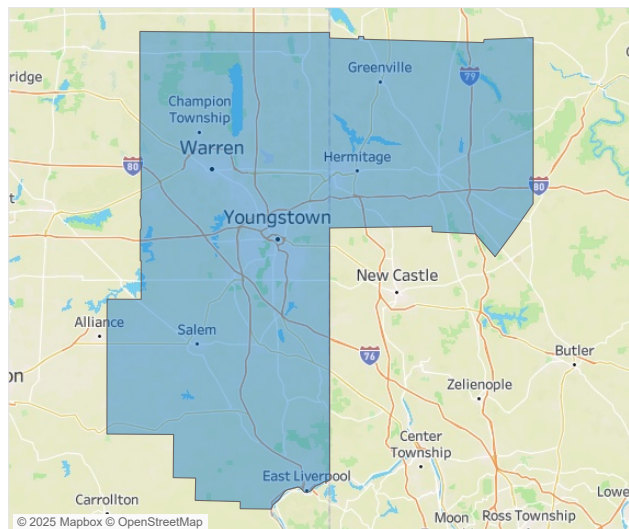 Greenville
ridge
79
Champion
Township
Warren
Hermitage
80
80
Youngstown
New Castle
Alliance
Salem
76
Butler
on
Zelienople
Center
Township
East Liverpool
Carrollton
Lowe
Moon
Ross Township
© 2025 Mapbox © OpenStreetMap